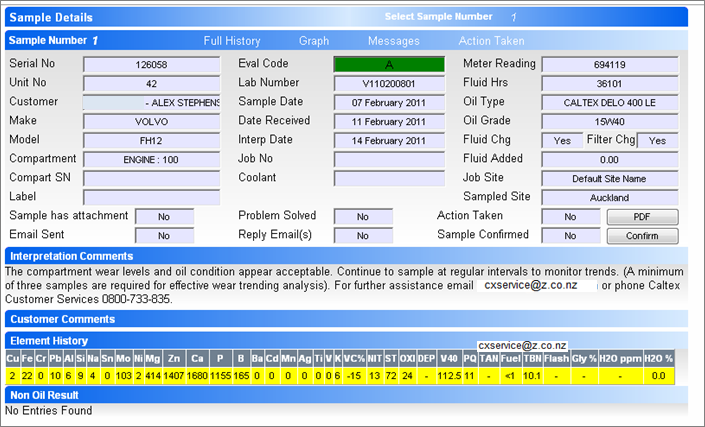 Sample Details Select Sample Number 1
Sample Number 1 Full History Graph Messages Action Taken
Serial No 126058 Eval Code A Meter Reading 694119
Unit No 42 Lab Number V110200801 Fluid Hrs 36101
Customer - ALEX STEPHENS Sample Date 07 February 2011 Oil Type CALTEX DELO 400 LE
Make VOLVO Date Received 11 February 2011 Oil Grade 15W40
Model FH12 Interp Date 14 February 2011 Fluid Chg Yes Filter Chg Yes
Compartment ENGINE : 100 Job No Fluid Added 0.00
Compart SN Coolant Job Site Default Site Name
Label Sampled Site Auckland
Sample has attachment No Problem Solved No Action Taken No PDF
Email Sent No Reply Email(s) No Sample Confirmed No Confirm
Interpretation Comments
The compartment wear levels and oil condition appear acceptable. Continue to sample at regular intervals to monitor trends. (A minimum
of three samples are required for effective wear trending analysis). For further assistance email cxservice@z.co.nz or phone Caltex
Customer Services 0800-733-835.
Customer Comments
Element History cxservice@z.co.nz
Cu Fe Cr Pb Al Si Na Sn Mo Ni Mg Zn Ca P B Ba Cd Mn Ag Ti V K VC% NIT ST OXI DEP V40 PQ TAN Fuel TBN Flash Gly % H2O ppm H2O %
2 22 0 10 6 9 4 0 103 2 414 1407 1680 1155 165 0 0 0 0 0 0 6 -15 13 72 24 - 112.5 11 - <1 10.1 - - - 0.0
Non Oil Result
No Entries Found